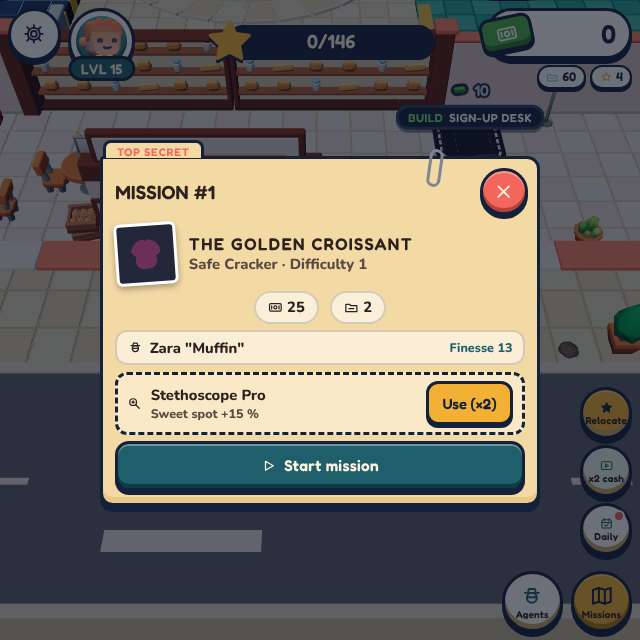 0/146
0
LVL 15
60
4
10
BUILD SIGN-UP DESK
TOP SECRET
MISSION #1
THE GOLDEN CROISSANT
Safe Cracker · Difficulty 1
25
2
Zara "Muffin"
Finesse 13
Stethoscope Pro
Sweet spot +15 %
Use (x2)
Start mission
Relocate
x2 cash
Daily
Agents
Missions